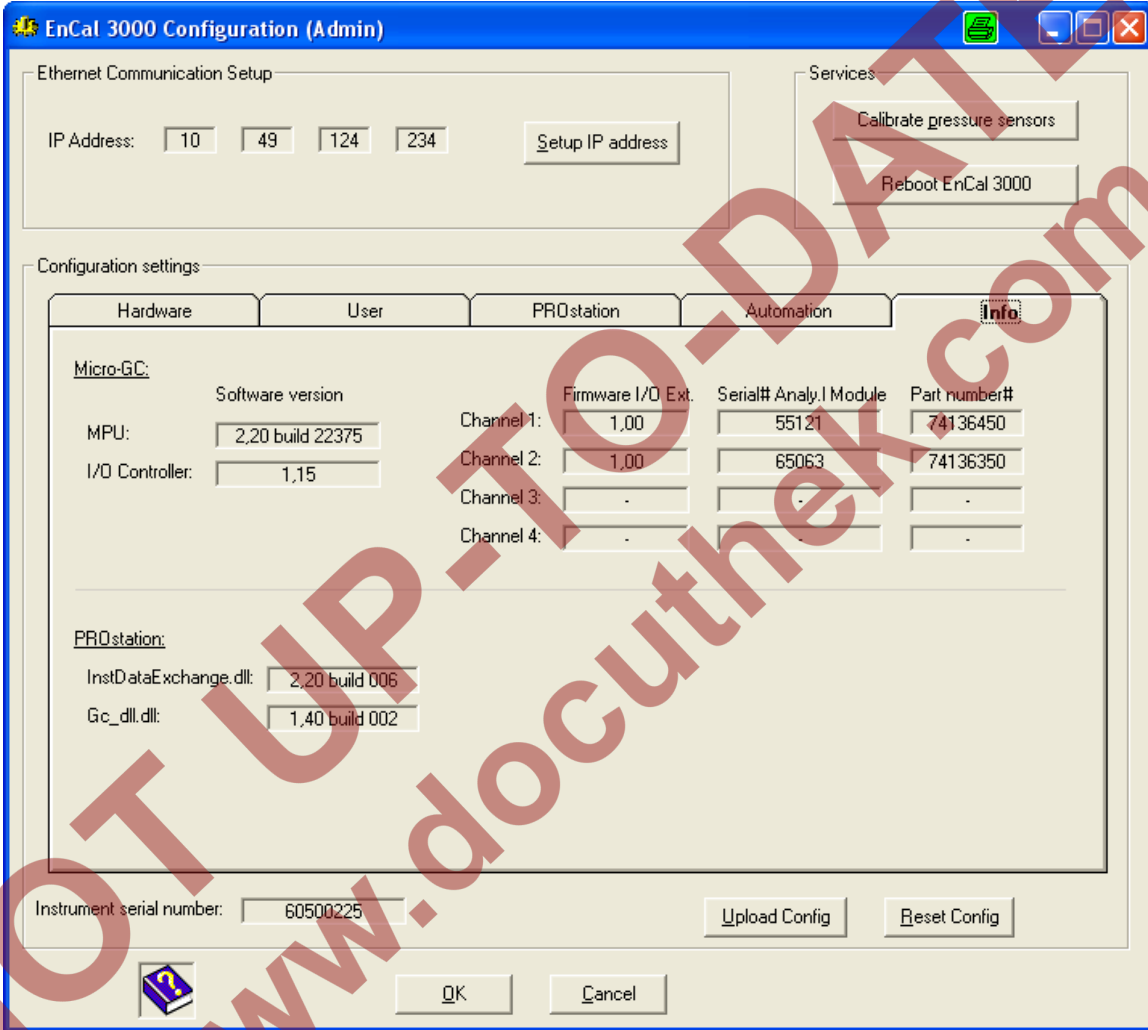 EnCal 3000 Configuration (Admin)
Ethernet Communication Setup
IP Address: 10 49 124 234
Setup IP address
Services
Calibrate pressure sensors
Reboot EnCal 3000
Configuration settings
Hardware User PROstation Automation Info
Micro-GC:
Software version
MPU: 2,20 build 22375
I/O Controller: 1,15
Firmware I/O Ext. Serial# Analy.l Module Part number#
Channel 1: 1,00 55121 74136450
Channel 2: 1,00 65063 74136350
Channel 3: - - -
Channel 4: - - -
PROstation:
InstDataExchange.dll: 2,20 build 006
Gc_dll.dll: 1,40 build 002
Instrument serial number: 60500225
Upload Config Reset Config
OK Cancel
OT UP-TO-DATE
ww.docuthek.com